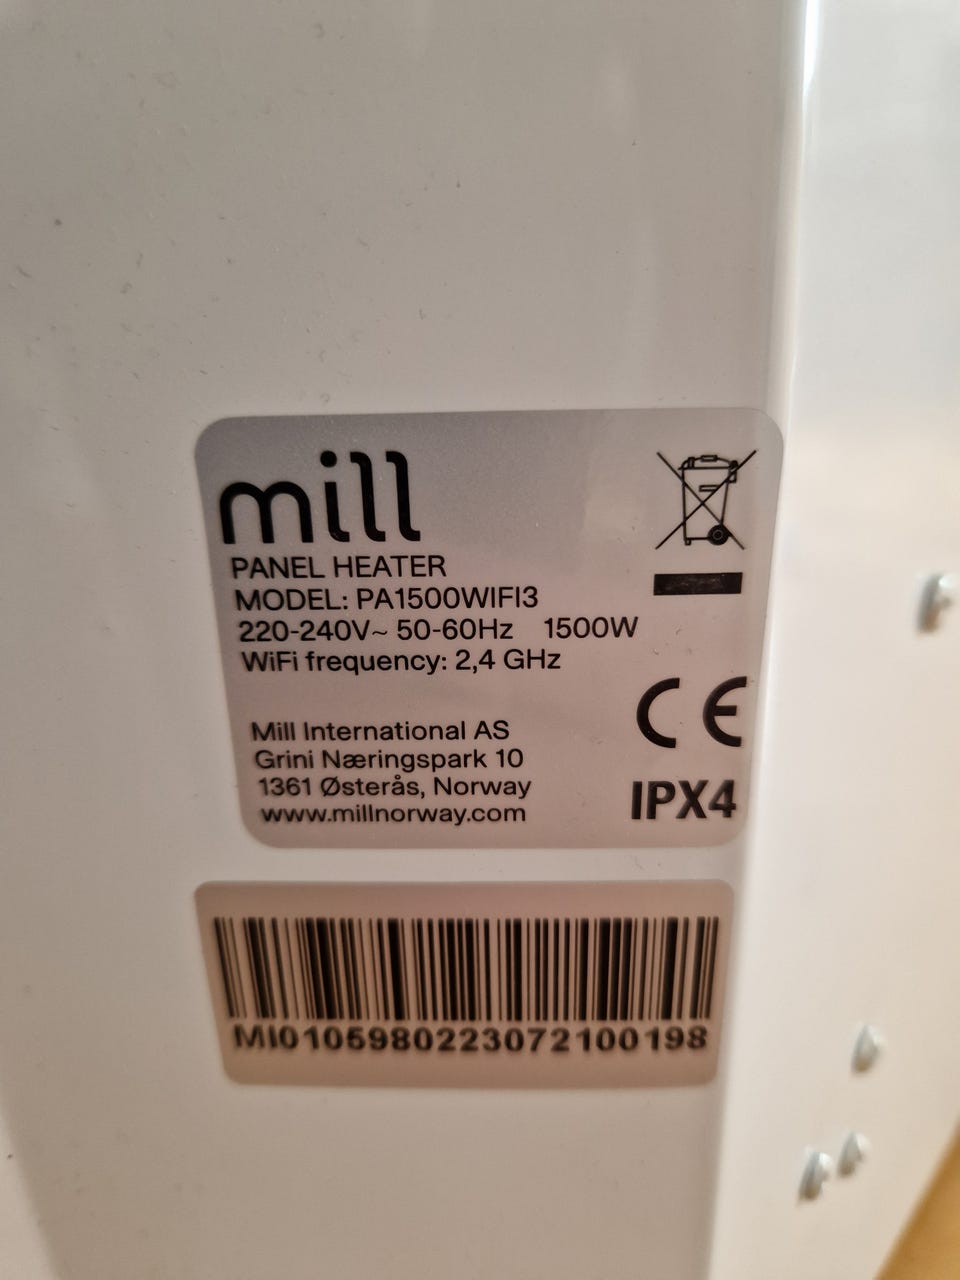 mill
PANEL HEATER
MODEL: PA1500WIFI3
220-240V~ 50-60Hz 1500W
WiFi frequency: 2,4 GHz
Mill International AS
Grini Næringspark 10
1361 Østerås, Norway
www.millnorway.com
CE
IPX4
MI0105980223072100198